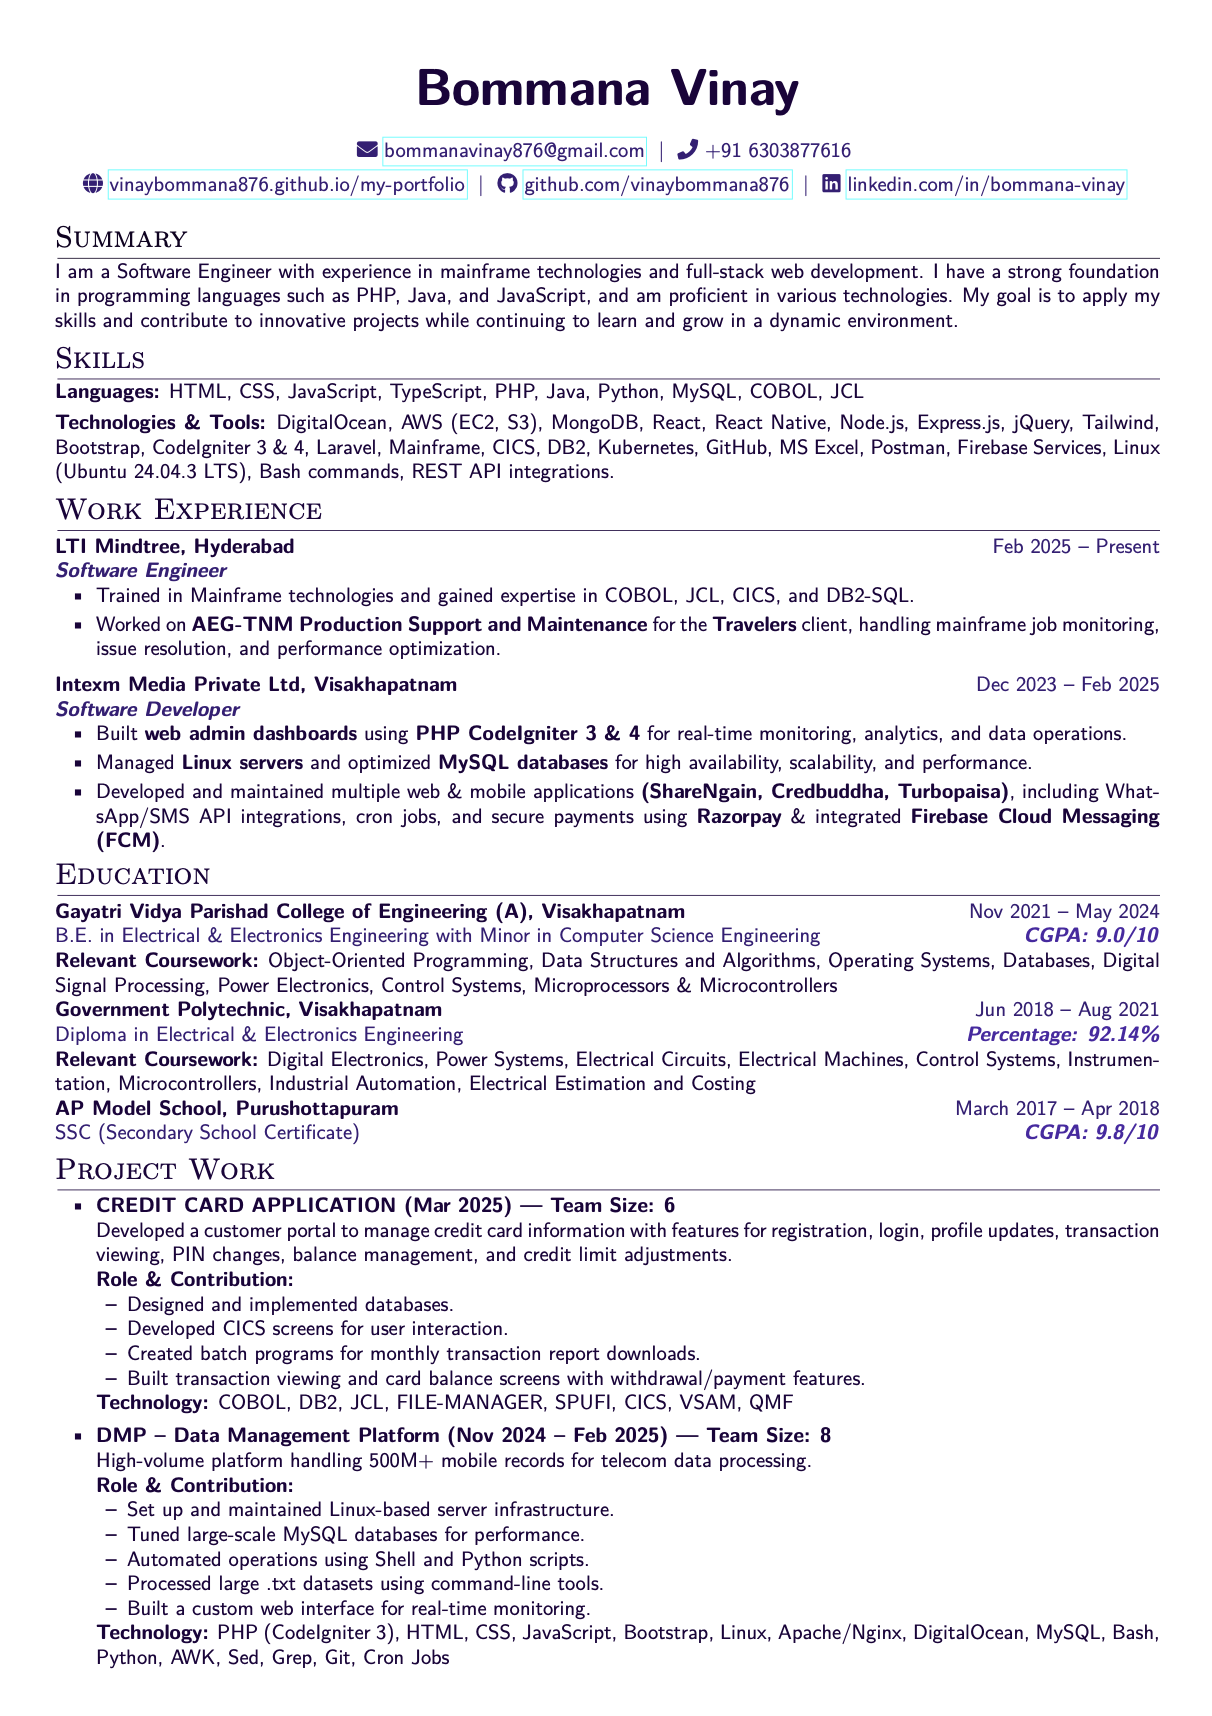 Bommana Vinay
bommanavinay876@gmail.com | +91 6303877616
vinaybommana876.github.io/my-portfolio | github.com/vinaybommana876 | linkedin.com/in/bommana-vinay
Summary
I am a Software Engineer with experience in mainframe technologies and full-stack web development. I have a strong foundation
in programming languages such as PHP, Java, and JavaScript, and am proficient in various technologies. My goal is to apply my
skills and contribute to innovative projects while continuing to learn and grow in a dynamic environment.
Skills
Languages: HTML, CSS, JavaScript, TypeScript, PHP, Java, Python, MySQL, COBOL, JCL
Technologies & Tools: DigitalOcean, AWS (EC2, S3), MongoDB, React, React Native, Node.js, Express.js, jQuery, Tailwind,
Bootstrap, CodeIgniter 3 & 4, Laravel, Mainframe, CICS, DB2, Kubernetes, GitHub, MS Excel, Postman, Firebase Services, Linux
(Ubuntu 24.04.3 LTS), Bash commands, REST API integrations.
Work Experience
LTI Mindtree, Hyderabad Feb 2025 – Present
Software Engineer
▪ Trained in Mainframe technologies and gained expertise in COBOL, JCL, CICS, and DB2-SQL.
▪ Worked on AEG-TNM Production Support and Maintenance for the Travelers client, handling mainframe job monitoring,
issue resolution, and performance optimization.
Intexm Media Private Ltd, Visakhapatnam Dec 2023 – Feb 2025
Software Developer
▪ Built web admin dashboards using PHP CodeIgniter 3 & 4 for real-time monitoring, analytics, and data operations.
▪ Managed Linux servers and optimized MySQL databases for high availability, scalability, and performance.
▪ Developed and maintained multiple web & mobile applications (ShareNgain, Credbuddha, Turbopaisa), including What-
sApp/SMS API integrations, cron jobs, and secure payments using Razorpay & integrated Firebase Cloud Messaging
(FCM).
Education
Gayatri Vidya Parishad College of Engineering (A), Visakhapatnam Nov 2021 – May 2024
B.E. in Electrical & Electronics Engineering with Minor in Computer Science Engineering CGPA: 9.0/10
Relevant Coursework: Object-Oriented Programming, Data Structures and Algorithms, Operating Systems, Databases, Digital
Signal Processing, Power Electronics, Control Systems, Microprocessors & Microcontrollers
Government Polytechnic, Visakhapatnam Jun 2018 – Aug 2021
Diploma in Electrical & Electronics Engineering Percentage: 92.14%
Relevant Coursework: Digital Electronics, Power Systems, Electrical Circuits, Electrical Machines, Control Systems, Instrumen-
tation, Microcontrollers, Industrial Automation, Electrical Estimation and Costing
AP Model School, Purushottapuram March 2017 – Apr 2018
SSC (Secondary School Certificate) CGPA: 9.8/10
Project Work
▪ CREDIT CARD APPLICATION (Mar 2025) — Team Size: 6
Developed a customer portal to manage credit card information with features for registration, login, profile updates, transaction
viewing, PIN changes, balance management, and credit limit adjustments.
Role & Contribution:
– Designed and implemented databases.
– Developed CICS screens for user interaction.
– Created batch programs for monthly transaction report downloads.
– Built transaction viewing and card balance screens with withdrawal/payment features.
Technology: COBOL, DB2, JCL, FILE-MANAGER, SPUFI, CICS, VSAM, QMF
▪ DMP – Data Management Platform (Nov 2024 – Feb 2025) — Team Size: 8
High-volume platform handling 500M+ mobile records for telecom data processing.
Role & Contribution:
– Set up and maintained Linux-based server infrastructure.
– Tuned large-scale MySQL databases for performance.
– Automated operations using Shell and Python scripts.
– Processed large .txt datasets using command-line tools.
– Built a custom web interface for real-time monitoring.
Technology: PHP (CodeIgniter 3), HTML, CSS, JavaScript, Bootstrap, Linux, Apache/Nginx, DigitalOcean, MySQL, Bash,
Python, AWK, Sed, Grep, Git, Cron Jobs